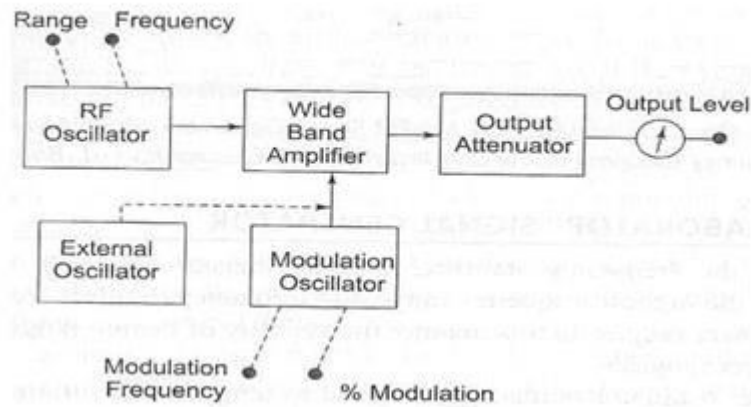 Range Frequency
RF
Oscillator
Wide
Band
Amplifier
Output
Attenuator
Output Level
External
Oscillator
Modulation
Oscillator
Modulation
Frequency
% Modulation